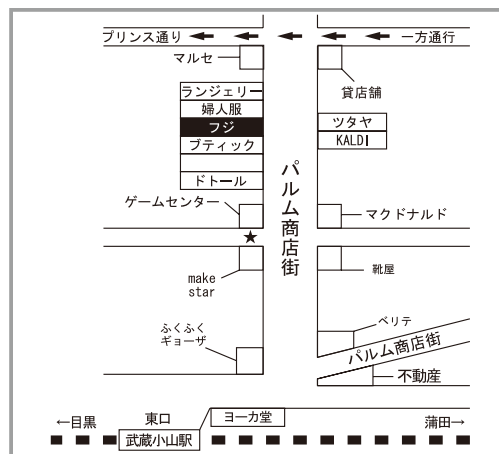 プリンス通り
一方通行
マルセ
貸店舗
ランジェリー
婦人服
フジ
ブティック
ドトール
ツタヤ
KALDI
パルム商店街
ゲームセンター
マクドナルド
★
make
star
靴屋
ふくふく
ギョーザ
ベリテ
パルム商店街
不動産
←目黒
東口
ヨーカ堂
蒲田→
武蔵小山駅